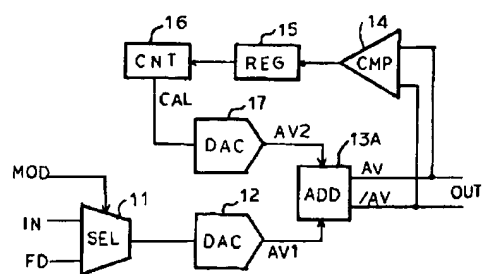 16
15
14
CNT
REG
CMP
CAL
17
DAC
AV2
13A
MOD
11
12
ADD
AV
/AV
OUT
IN
SEL
DAC
AV1
FD